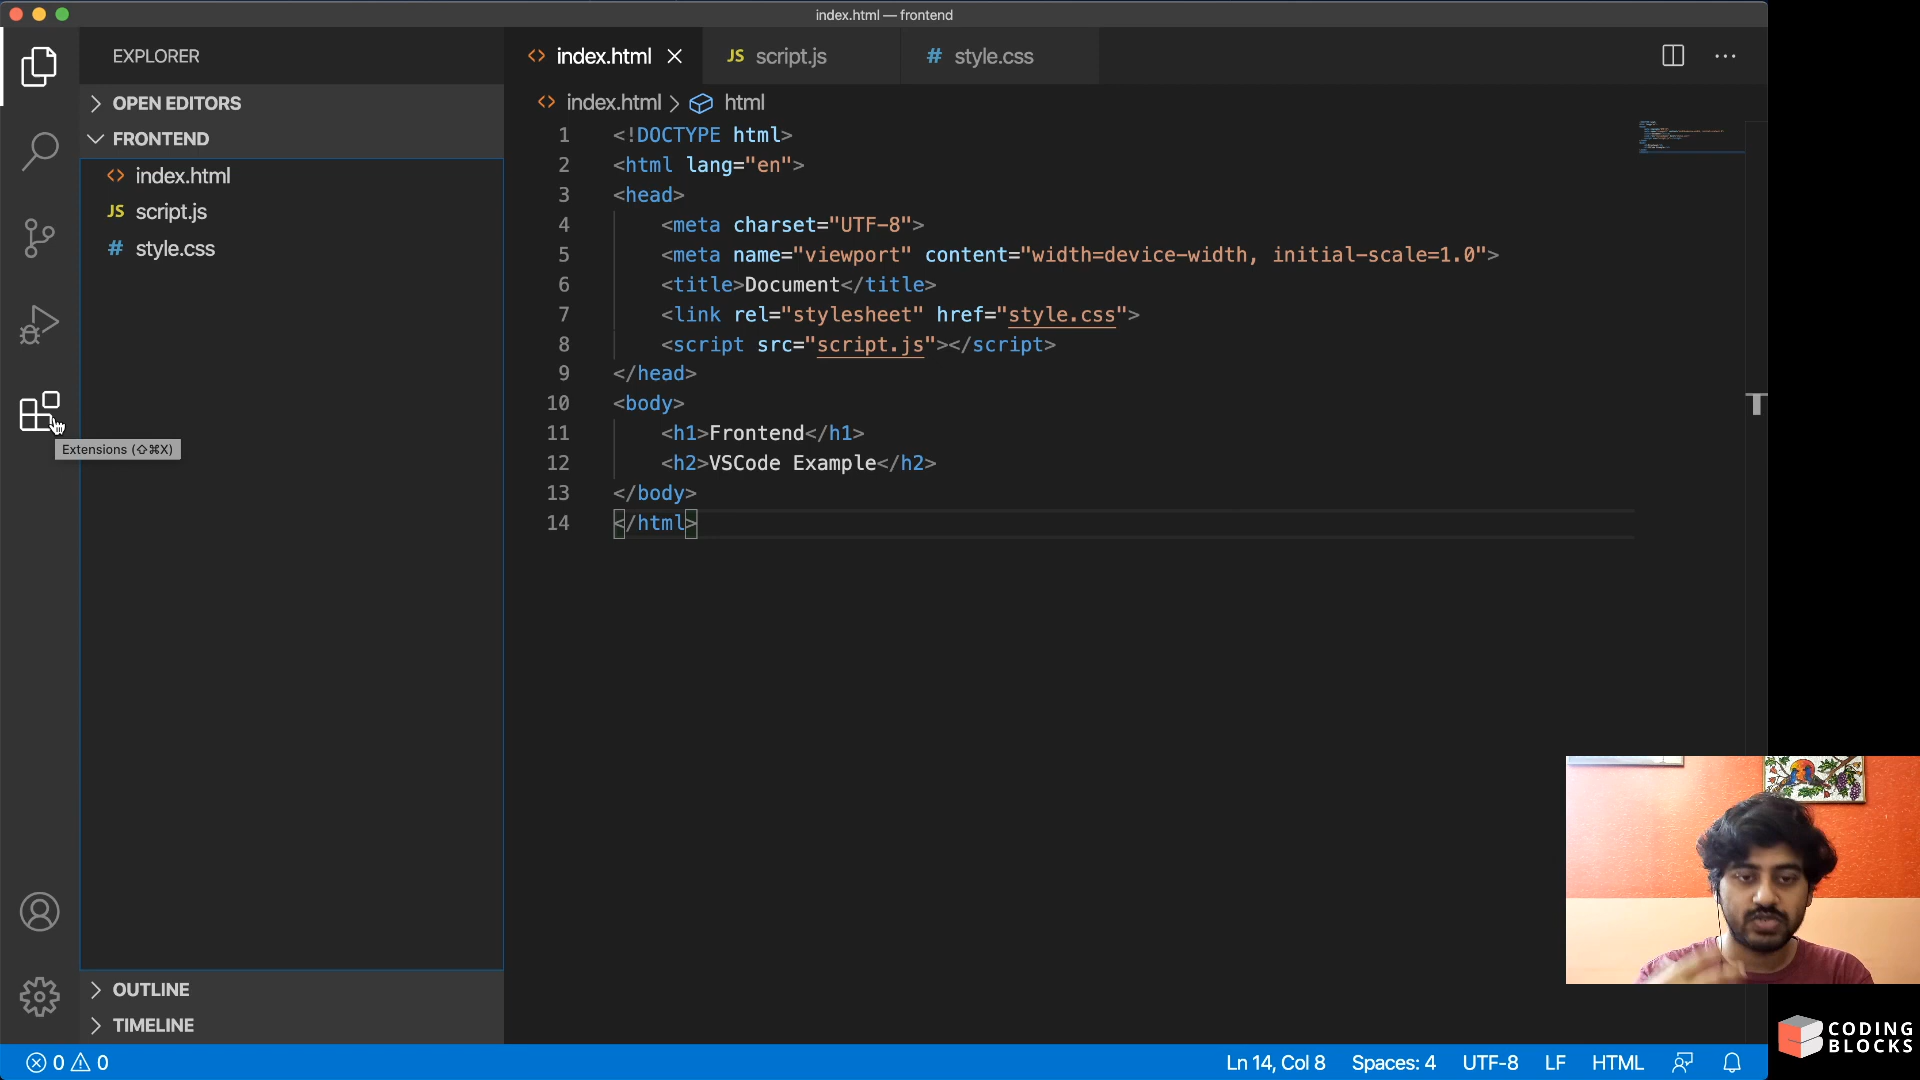 index.html — frontend
EXPLORER
OPEN EDITORS
FRONTEND
<> index.html
JS script.js
# style.css
Extensions (⇧⌘X)
OUTLINE
TIMELINE
<> index.html
JS script.js
# style.css
<> index.html > html
1 <!DOCTYPE html>
2 <html lang="en">
3 <head>
4     <meta charset="UTF-8">
5     <meta name="viewport" content="width=device-width, initial-scale=1.0">
6     <title>Document</title>
7     <link rel="stylesheet" href="style.css">
8     <script src="script.js"></script>
9 </head>
10 <body>
11     <h1>Frontend</h1>
12     <h2>VSCode Example</h2>
13 </body>
14 </html>
T
CODING
BLOCKS
0 0
Ln 14, Col 8 Spaces: 4 UTF-8 LF HTML